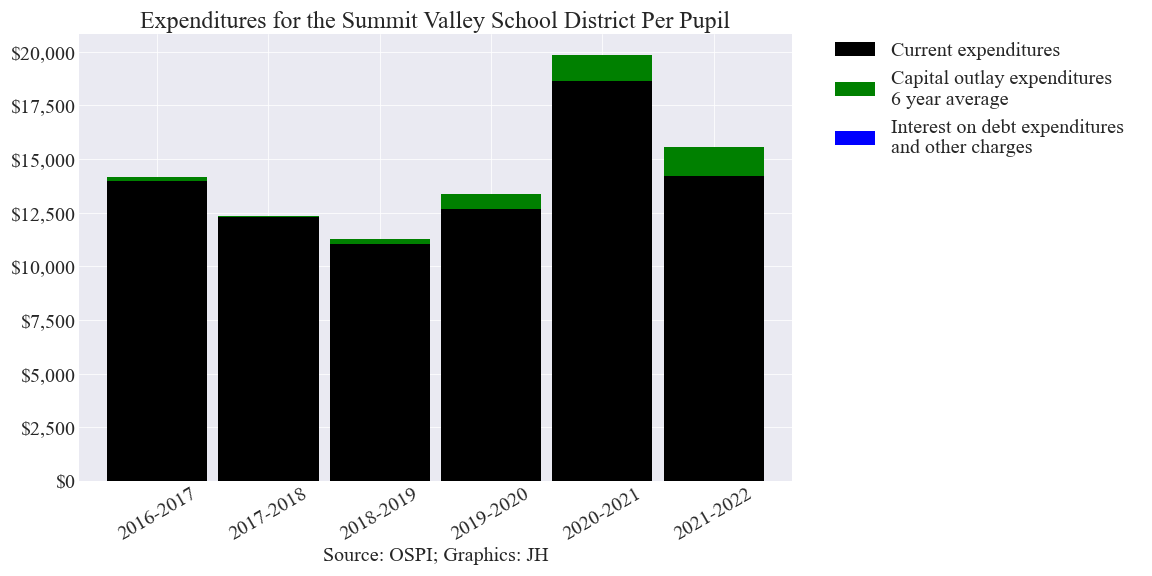 Expenditures for the Summit Valley School District Per Pupil
$20,000
$17,500
$15,000
$12,500
$10,000
$7,500
$5,000
$2,500
$0
2016-2017
2017-2018
2018-2019
2019-2020
2020-2021
2021-2022
Source: OSPI; Graphics: JH
Current expenditures
Capital outlay expenditures
6 year average
Interest on debt expenditures
and other charges